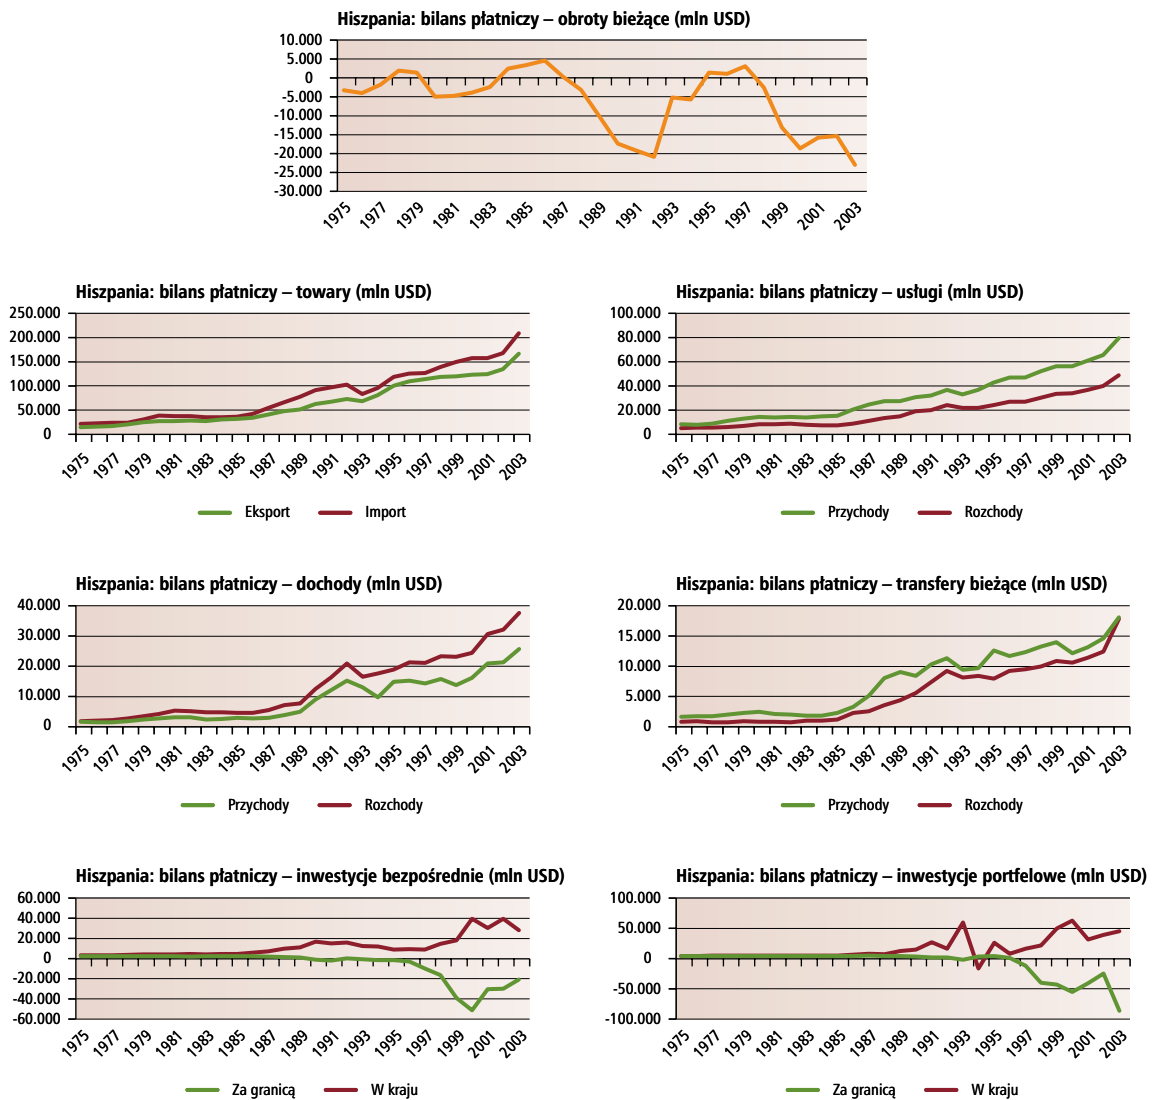 Hiszpania: bilans płatniczy – obroty bieżące (mln USD)
10.000
5.000
0
-5.000
-10.000
-15.000
-20.000
-25.000
-30.000
1975 1977 1979 1981 1983 1985 1987 1989 1991 1993 1995 1997 1999 2001 2003
Hiszpania: bilans płatniczy – towary (mln USD)
250.000
200.000
150.000
100.000
50.000
0
1975 1977 1979 1981 1983 1985 1987 1989 1991 1993 1995 1997 1999 2001 2003
Eksport Import
Hiszpania: bilans płatniczy – usługi (mln USD)
100.000
80.000
60.000
40.000
20.000
0
1975 1977 1979 1981 1983 1985 1987 1989 1991 1993 1995 1997 1999 2001 2003
Przychody Rozchody
Hiszpania: bilans płatniczy – dochody (mln USD)
40.000
30.000
20.000
10.000
0
1975 1977 1979 1981 1983 1985 1987 1989 1991 1993 1995 1997 1999 2001 2003
Przychody Rozchody
Hiszpania: bilans płatniczy – transfery bieżące (mln USD)
20.000
15.000
10.000
5.000
0
1975 1977 1979 1981 1983 1985 1987 1989 1991 1993 1995 1997 1999 2001 2003
Przychody Rozchody
Hiszpania: bilans płatniczy – inwestycje bezpośrednie (mln USD)
60.000
40.000
20.000
0
-20.000
-40.000
-60.000
1975 1977 1979 1981 1983 1985 1987 1989 1991 1993 1995 1997 1999 2001 2003
Za granicą W kraju
Hiszpania: bilans płatniczy – inwestycje portfelowe (mln USD)
100.000
50.000
0
-50.000
-100.000
1975 1977 1979 1981 1983 1985 1987 1989 1991 1993 1995 1997 1999 2001 2003
Za granicą W kraju